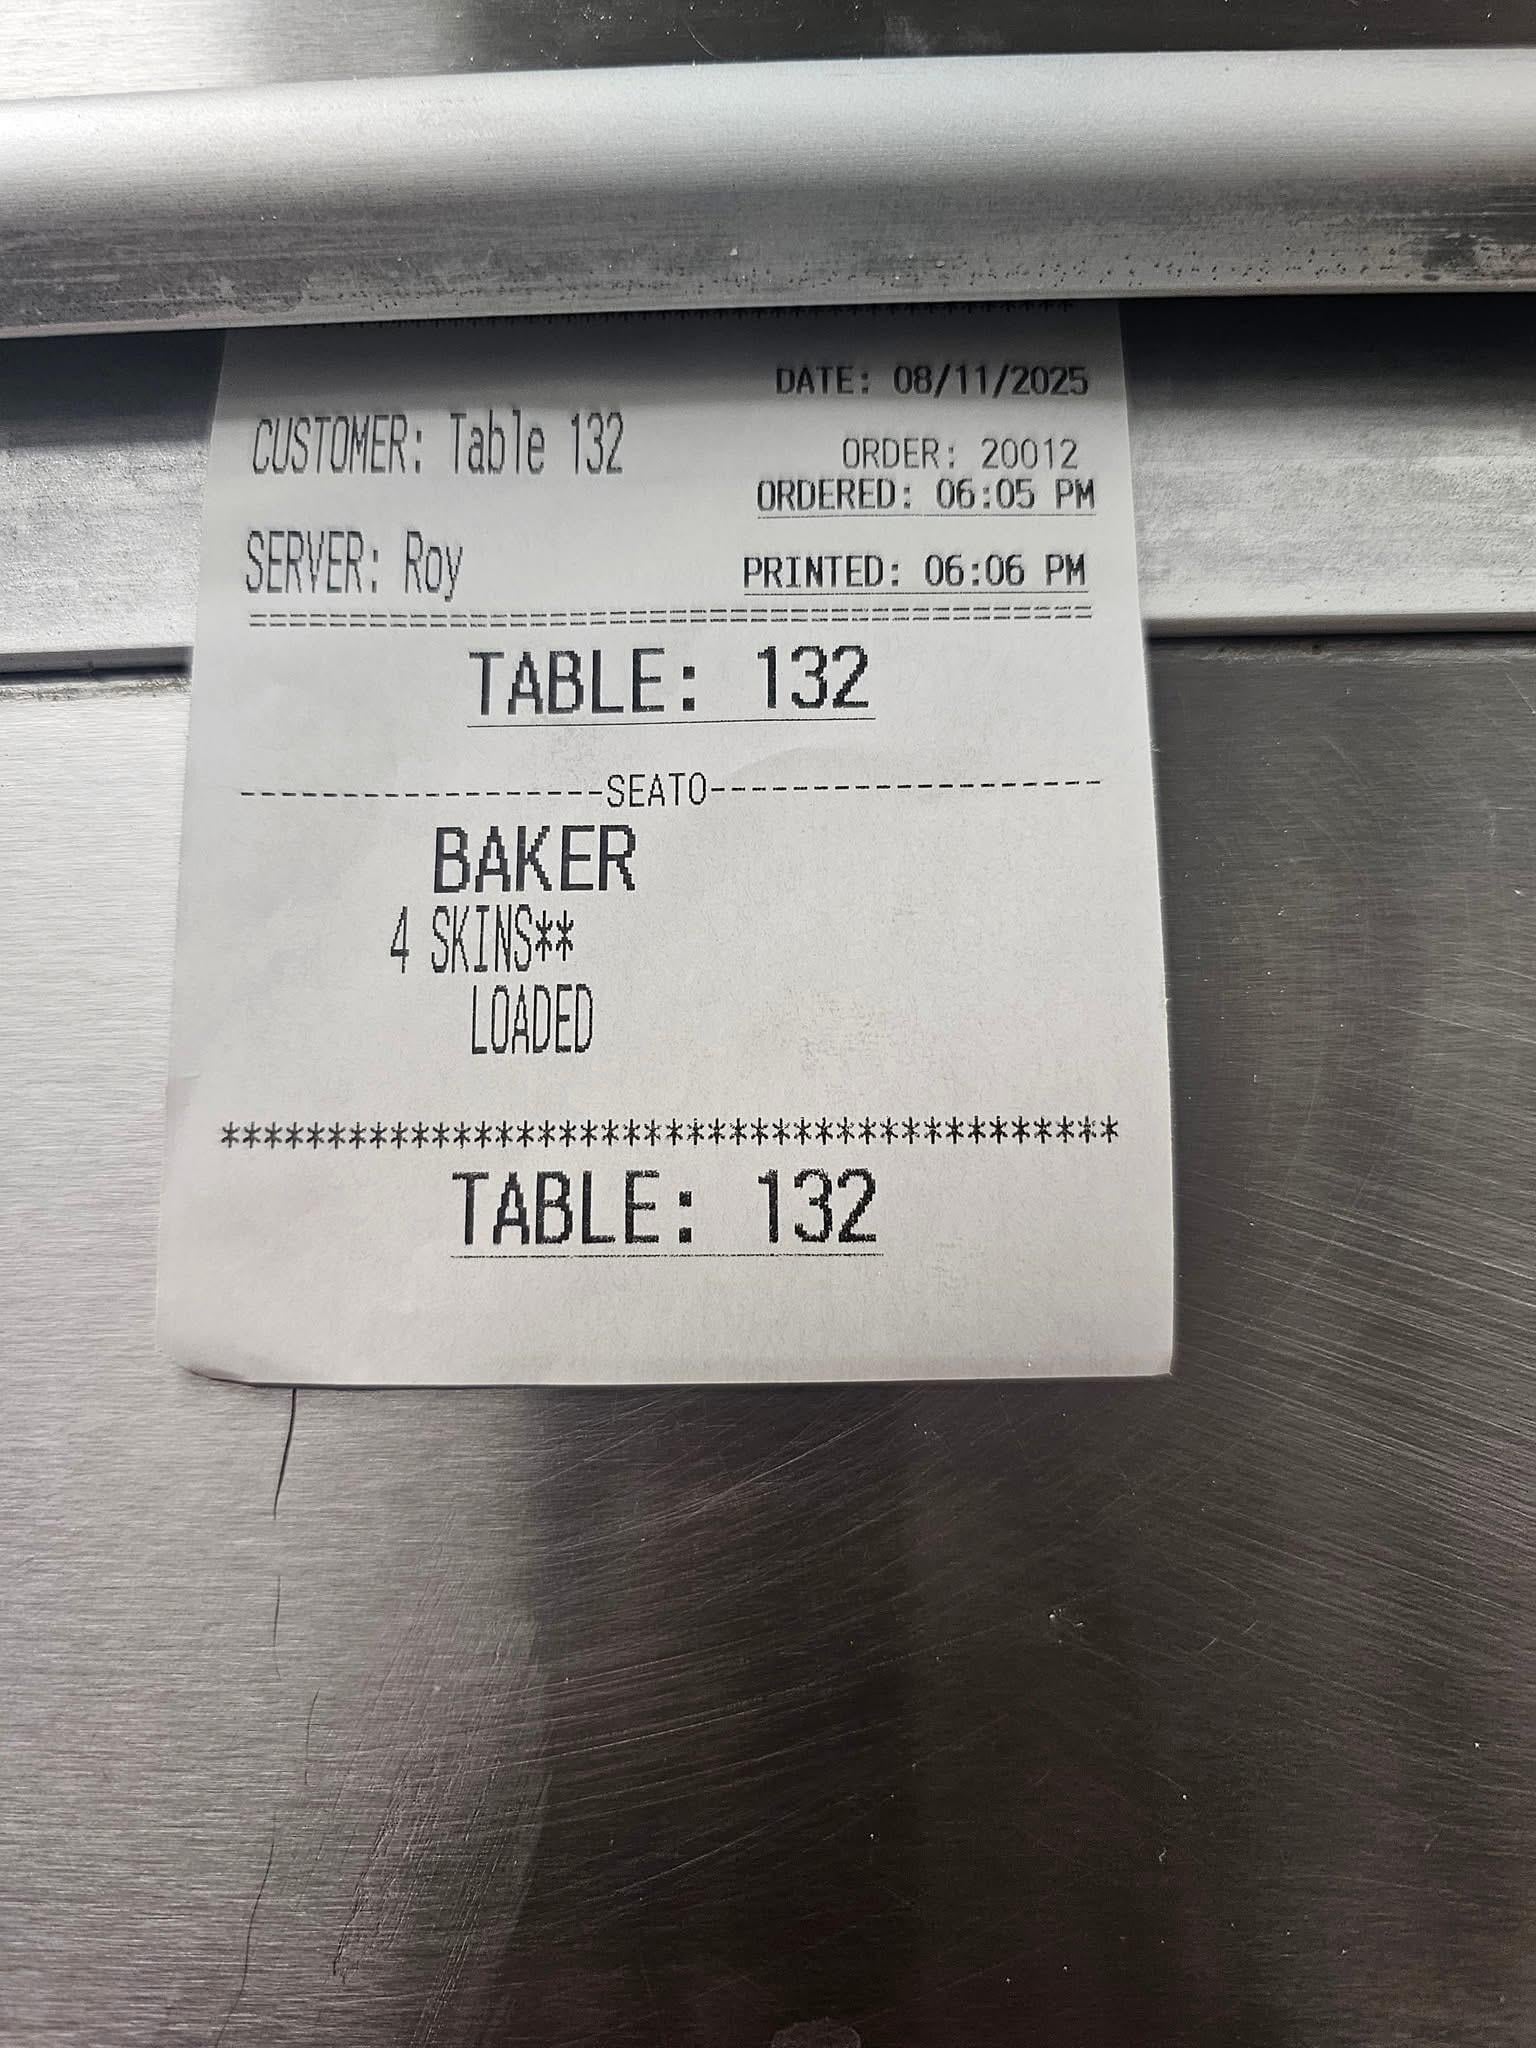 DATE: 08/11/2025
CUSTOMER: Table 132
ORDER: 20012
ORDERED: 06:05 PM
SERVER: Roy
PRINTED: 06:06 PM
========================================
TABLE: 132
------------------SEAT0-------------------
BAKER
4 SKINS**
LOADED
******************************************
TABLE: 132